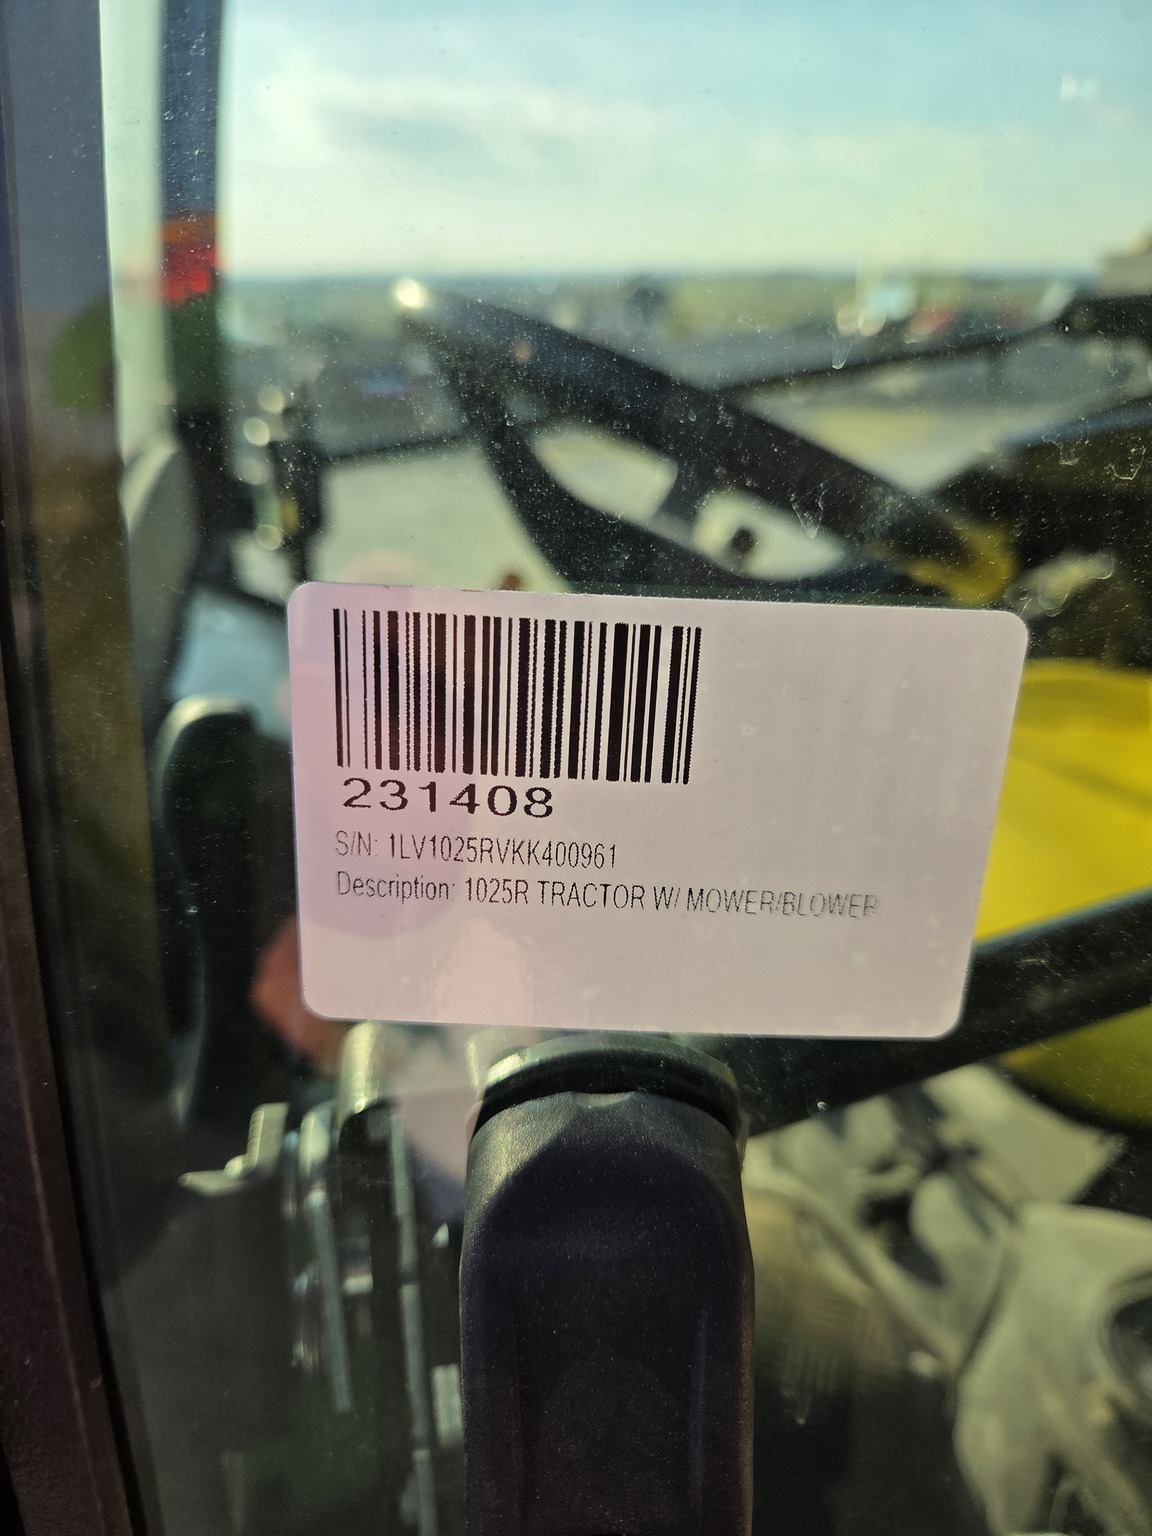 231408
S/N: 1LV1025RVKK400961
Description: 1025R TRACTOR W/ MOWER/BLOWER